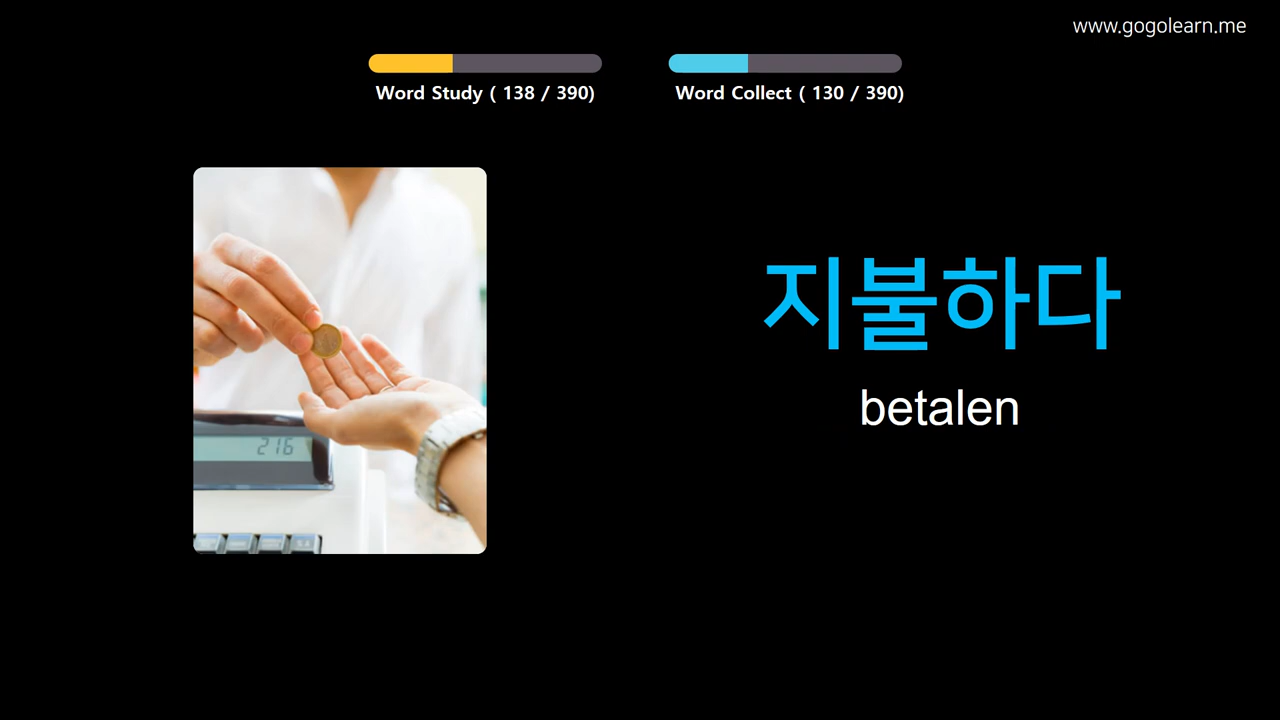 www.gogolearn.me
Word Study ( 138 / 390)
Word Collect ( 130 / 390)
지불하다
betalen
216